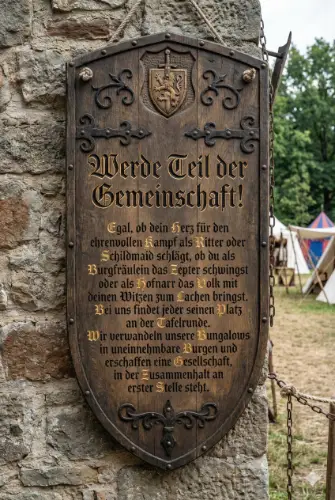 Werde Teil der
Gemeinschaft!
Egal, ob dein Herz für den
ehrenvollen Kampf als Ritter oder
Schildmaid schlägt, ob du als
Burgfräulein das Zepter schwingst
oder als Hofnarr das Volk mit
deinen Witzen zum Lachen bringst.
Bei uns findet jeder seinen Platz
an der Tafelrunde.
Wir verwandeln unsere Bungalows
in uneinnehmbare Burgen und
erschaffen eine Gesellschaft,
in der Zusammenhalt an
erster Stelle steht.